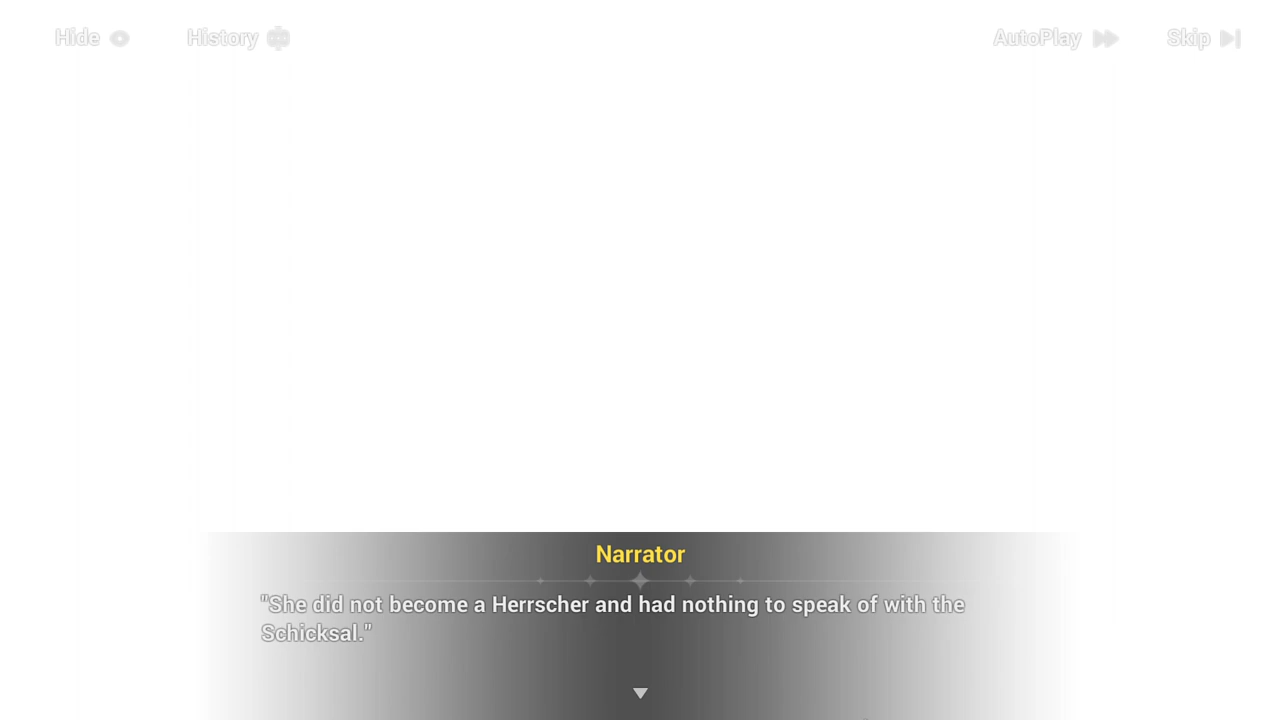 Hide
History
AutoPlay
Skip
Narrator
"She did not become a Herrscher and had nothing to speak of with the
Schicksal."